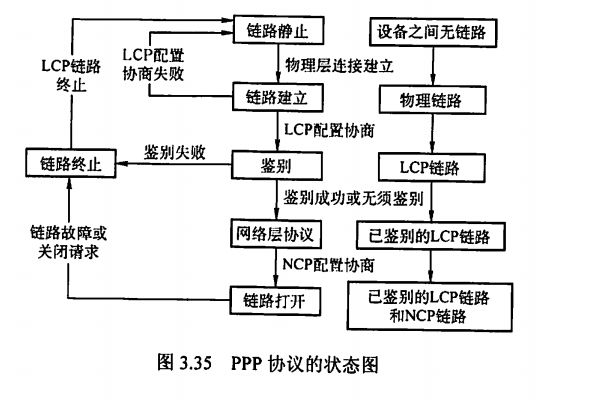 链路静止
设备之间无链路
LCP配置
协商失败
LCP链路
终止
物理层连接建立
链路建立
物理链路
LCP配置协商
鉴别失败
链路终止
鉴别
LCP链路
鉴别成功或无须鉴别
链路故障或
关闭请求
网络层协议
已鉴别的LCP链路
NCP配置协商
链路打开
已鉴别的LCP链路
和NCP链路
图 3.35 PPP 协议的状态图